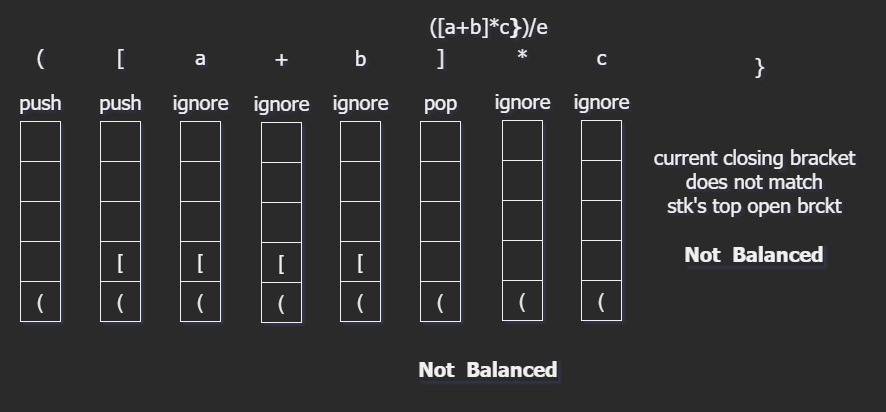 ([a+b]*c})/e
( [ a + b ] * c }
push push ignore ignore ignore pop ignore ignore
current closing bracket
does not match
stk's top open brckt
Not Balanced
[ [ [ [
( ( ( ( ( ( ( (
Not Balanced